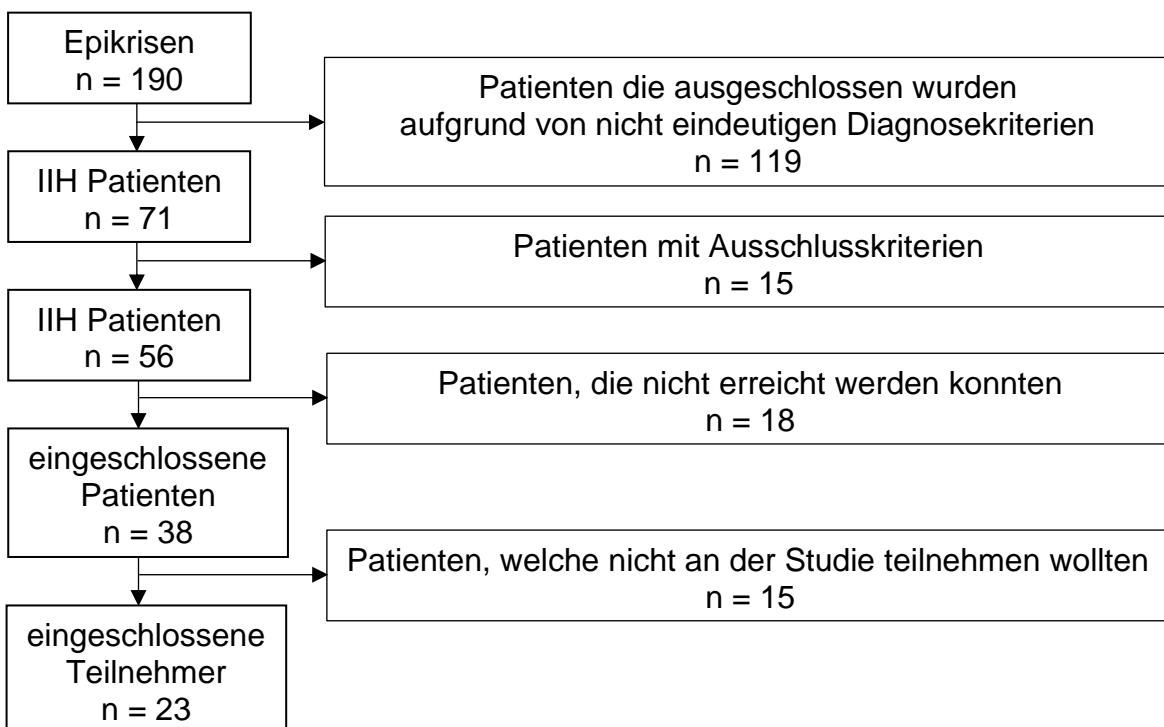 Epikrisen
n = 190
Patienten die ausgeschlossen wurden
aufgrund von nicht eindeutigen Diagnosekriterien
n = 119
IIH Patienten
n = 71
Patienten mit Ausschlusskriterien
n = 15
IIH Patienten
n = 56
Patienten, die nicht erreicht werden konnten
n = 18
eingeschlossene
Patienten
n = 38
Patienten, welche nicht an der Studie teilnehmen wollten
n = 15
eingeschlossene
Teilnehmer
n = 23